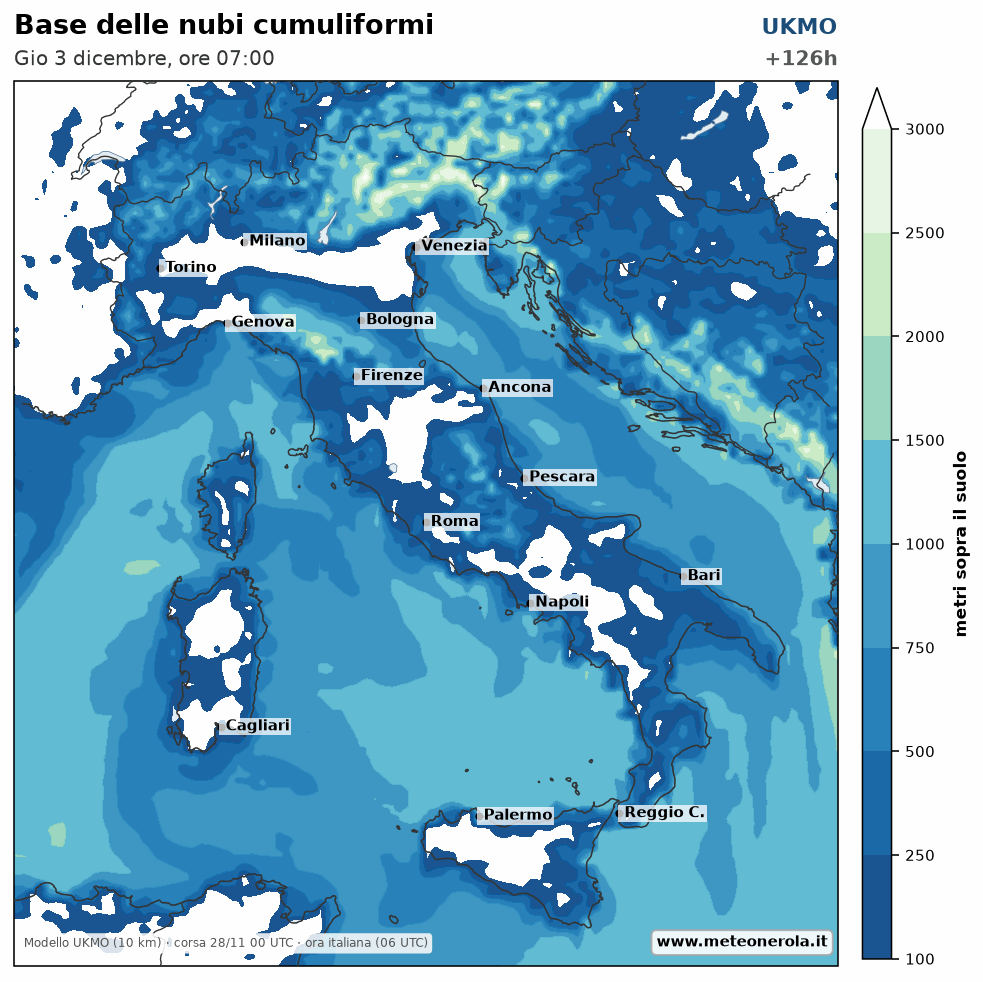 Base delle nubi cumuliformi
UKMO
Gio 3 dicembre, ore 07:00
+126h
Milano
Venezia
Torino
Genova
Bologna
Firenze
Ancona
Pescara
Roma
Bari
Napoli
Cagliari
Palermo
Reggio C.
3000
2500
2000
1500
1000
750
500
250
100
metri sopra il suolo
Modello UKMO (10 km) · corsa 28/11 00 UTC · ora italiana (06 UTC)
www.meteonerola.it